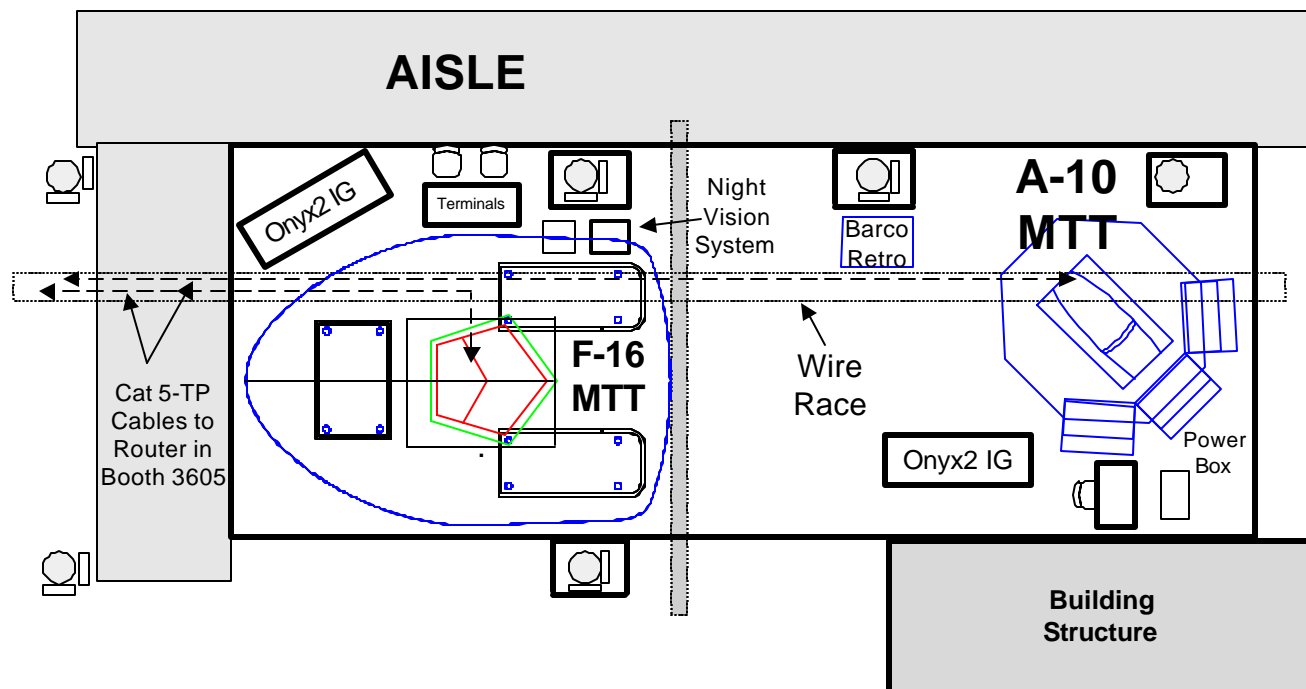 AISLE
Onyx2 IG
Terminals
Night
Vision
System
Barco
Retro
A-10
MTT
F-16
MTT
Wire
Race
Cat 5-TP
Cables to
Router in
Booth 3605
Onyx2 IG
Power
Box
Building
Structure